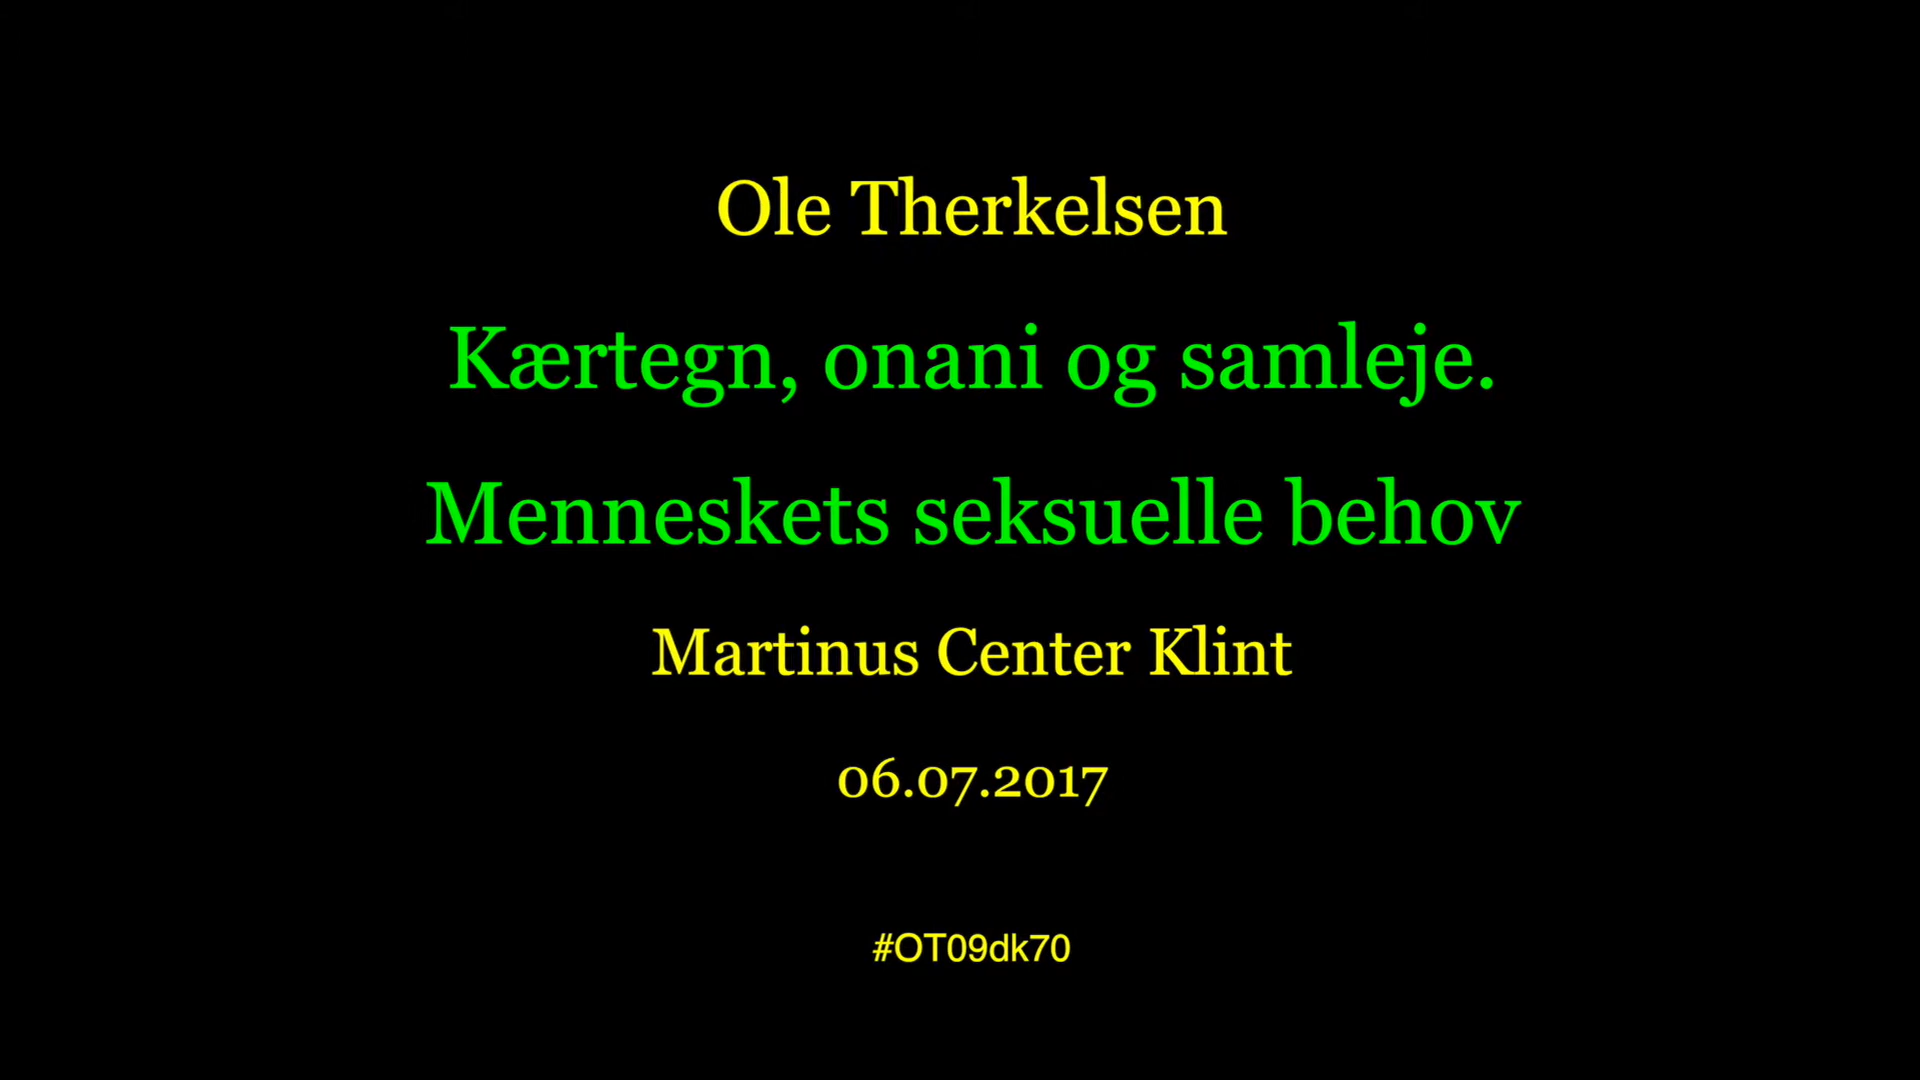 Ole Therkelsen
Kærtegn, onani og samleje.
Menneskets seksuelle behov
Martinus Center Klint
06.07.2017
#OT09dk70